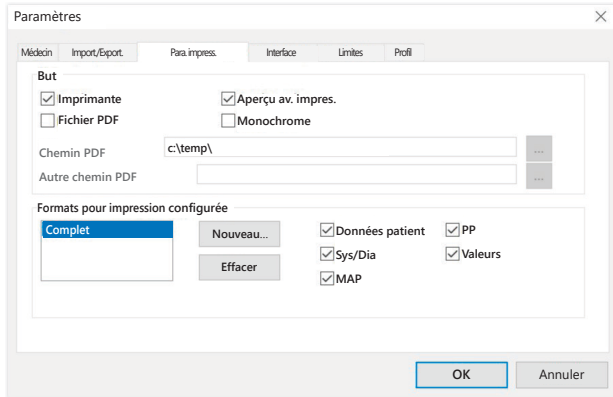 Paramètres
Médecin Import/Export. Para.impress. Interface Limites Profil
But
Imprimante Aperçu av. impres.
Fichier PDF Monochrome
Chemin PDF c:\temp\ ...
Autre chemin PDF ...
Formats pour impression configurée
Complet Nouveau... Données patient PP
Effacer Sys/Dia Valeurs
MAP
OK Annuler